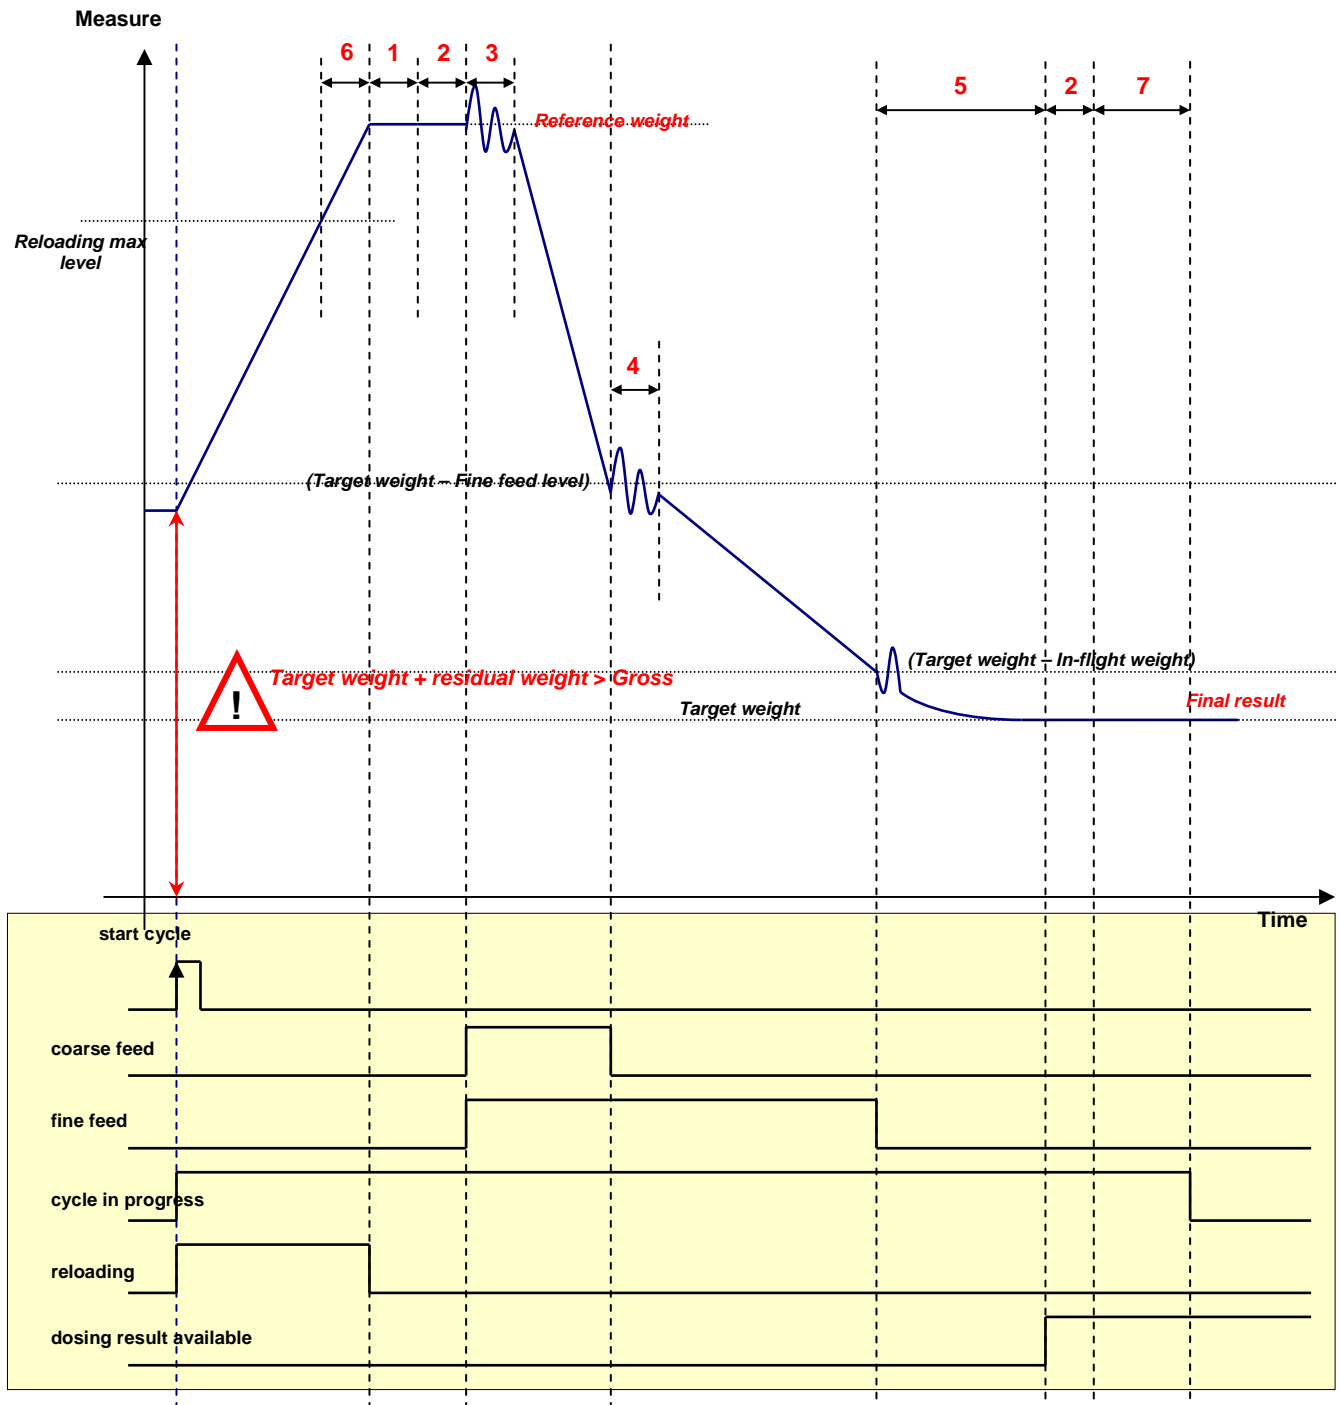 Measure
6
1
2
3
5
2
7
Reference weight
Reloading max
level
4
(Target weight – Fine feed level)
(Target weight – In-flight weight)
Target weight + residual weight > Gross
!
Target weight
Final result
Time
start cycle
coarse feed
fine feed
cycle in progress
reloading
dosing result available